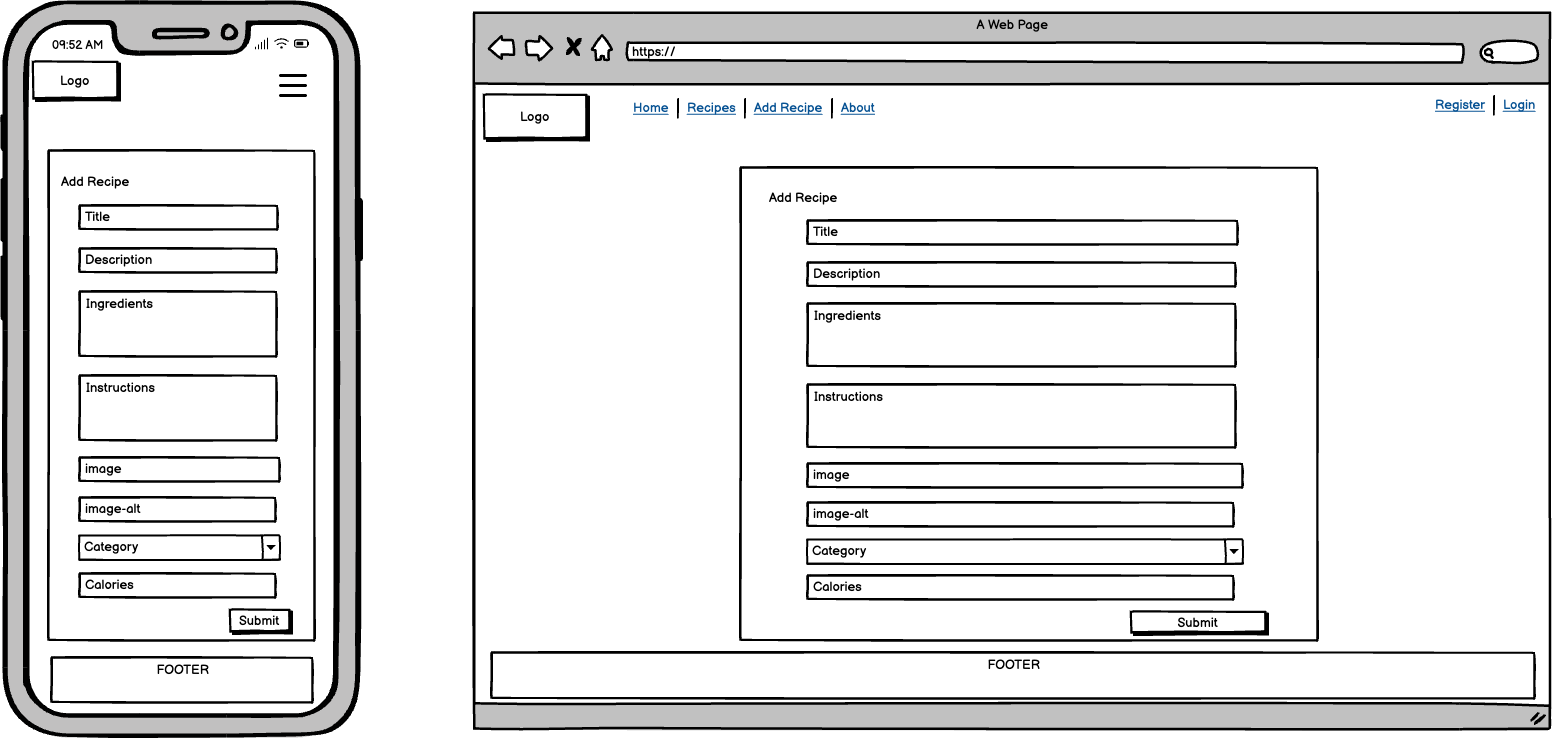 09:52 AM
Logo
Add Recipe
Title
Description
Ingredients
Instructions
image
image-alt
Category
Calories
Submit
FOOTER
A Web Page
https://
Logo
Home Recipes Add Recipe About
Register Login
Add Recipe
Title
Description
Ingredients
Instructions
image
image-alt
Category
Calories
Submit
FOOTER